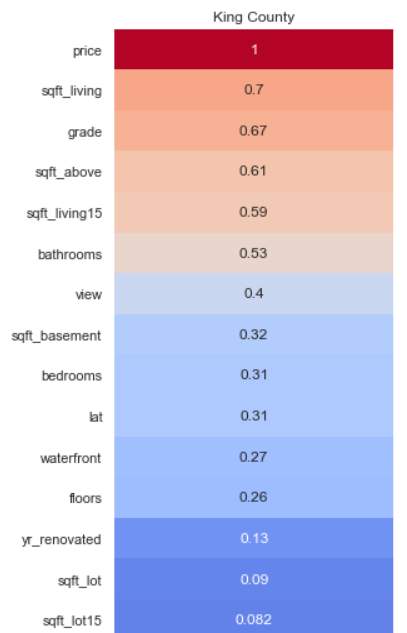 King County
price 1
sqft_living 0.7
grade 0.67
sqft_above 0.61
sqft_living15 0.59
bathrooms 0.53
view 0.4
sqft_basement 0.32
bedrooms 0.31
lat 0.31
waterfront 0.27
floors 0.26
yr_renovated 0.13
sqft_lot 0.09
sqft_lot15 0.082